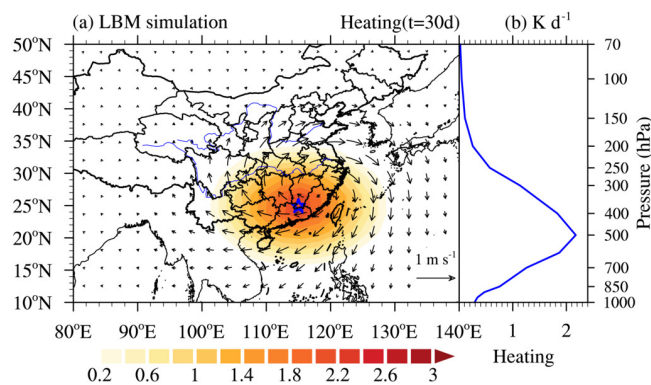 (a) LBM simulation Heating(t=30d) (b) K d⁻¹
50°N 70
45°N 100
40°N
35°N 150
200
30°N 250
300
25°N 400
20°N 500
15°N 700
850
10°N 1000
Pressure (hPa)
1 m s⁻¹
80°E 90°E 100°E 110°E 120°E 130°E 140°E 1 2
0.2 0.6 1 1.4 1.8 2.2 2.6 3 Heating